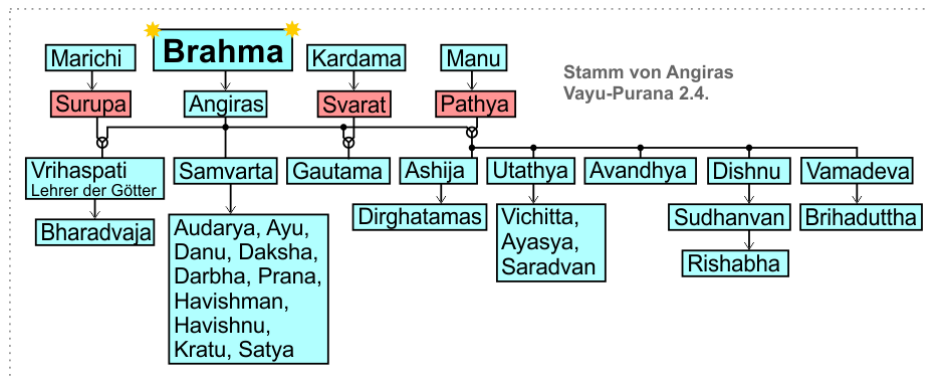 Marichi
Brahma
Kardama
Manu
Stamm von Angiras
Vayu-Purana 2.4.
Surupa
Angiras
Svarat
Pathya
Vrihaspati
Lehrer der Götter
Samvarta
Gautama
Ashija
Utathya
Avandhya
Dishnu
Vamadeva
Bharadvaja
Audarya, Ayu,
Danu, Daksha,
Darbha, Prana,
Havishman,
Havishnu,
Kratu, Satya
Dirghatamas
Vichitta,
Ayasya,
Saradvan
Sudhanvan
Brihaduttha
Rishabha